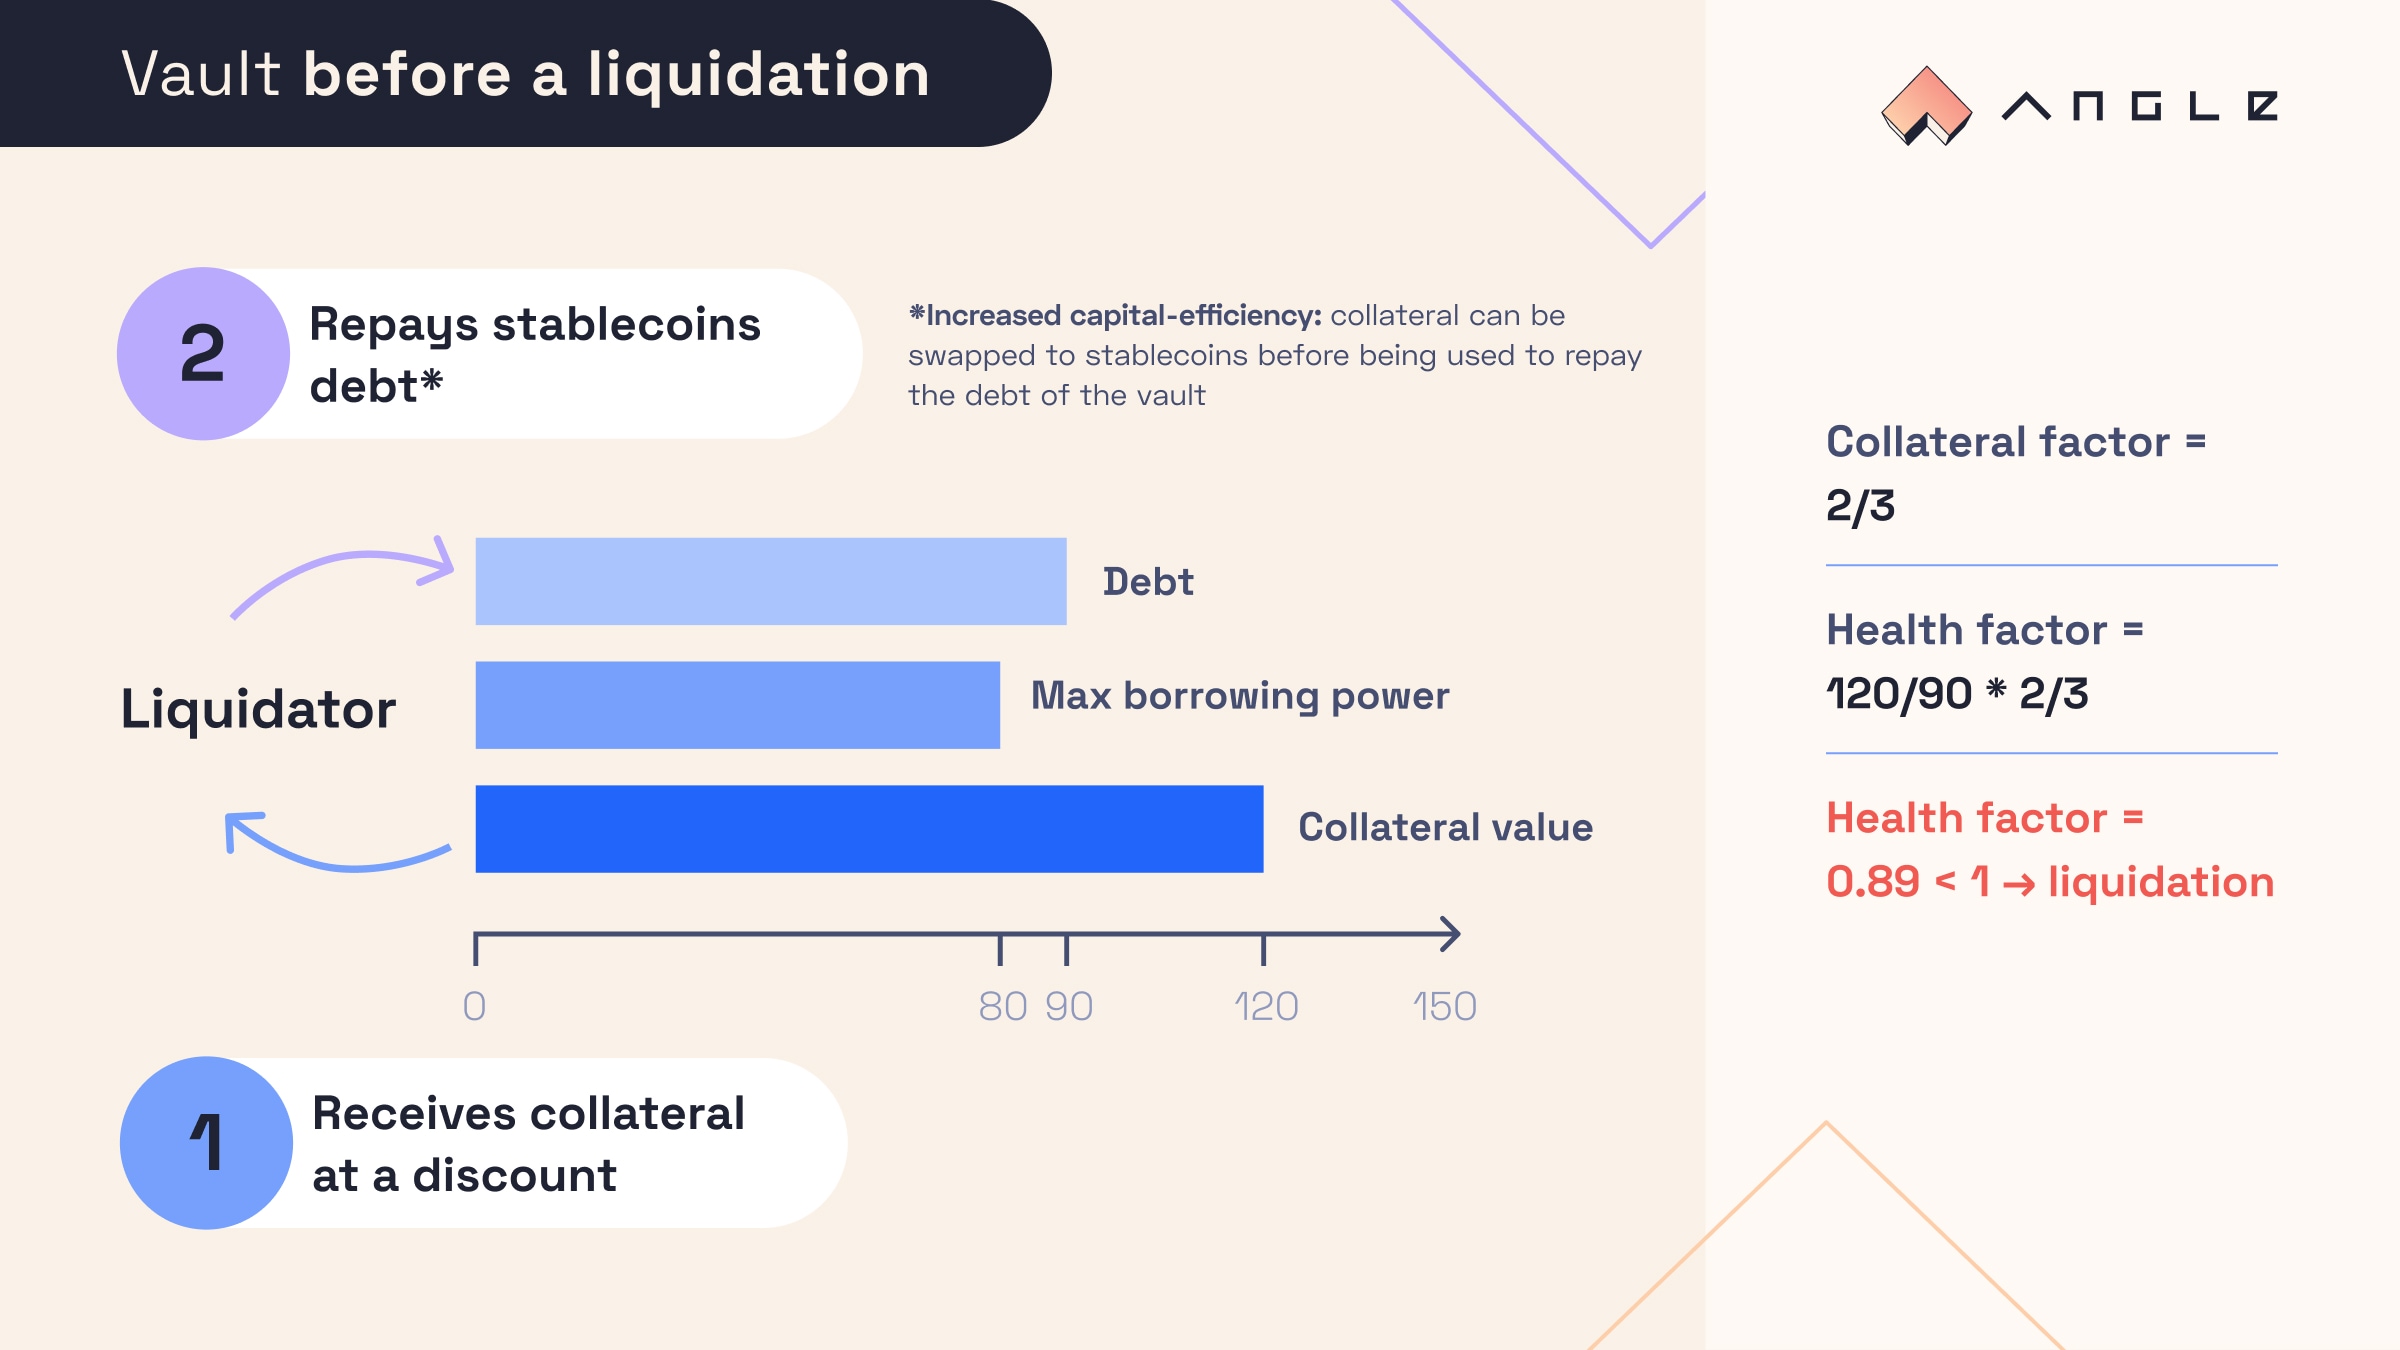 Vault before a liquidation
ANGLE
2
Repays stablecoins
debt*
*Increased capital-efficiency: collateral can be
swapped to stablecoins before being used to repay
the debt of the vault
Debt
Max borrowing power
Liquidator
Collateral value
0 80 90 120 150
1
Receives collateral
at a discount
Collateral factor =
2/3
Health factor =
120/90 * 2/3
Health factor =
0.89 < 1 → liquidation